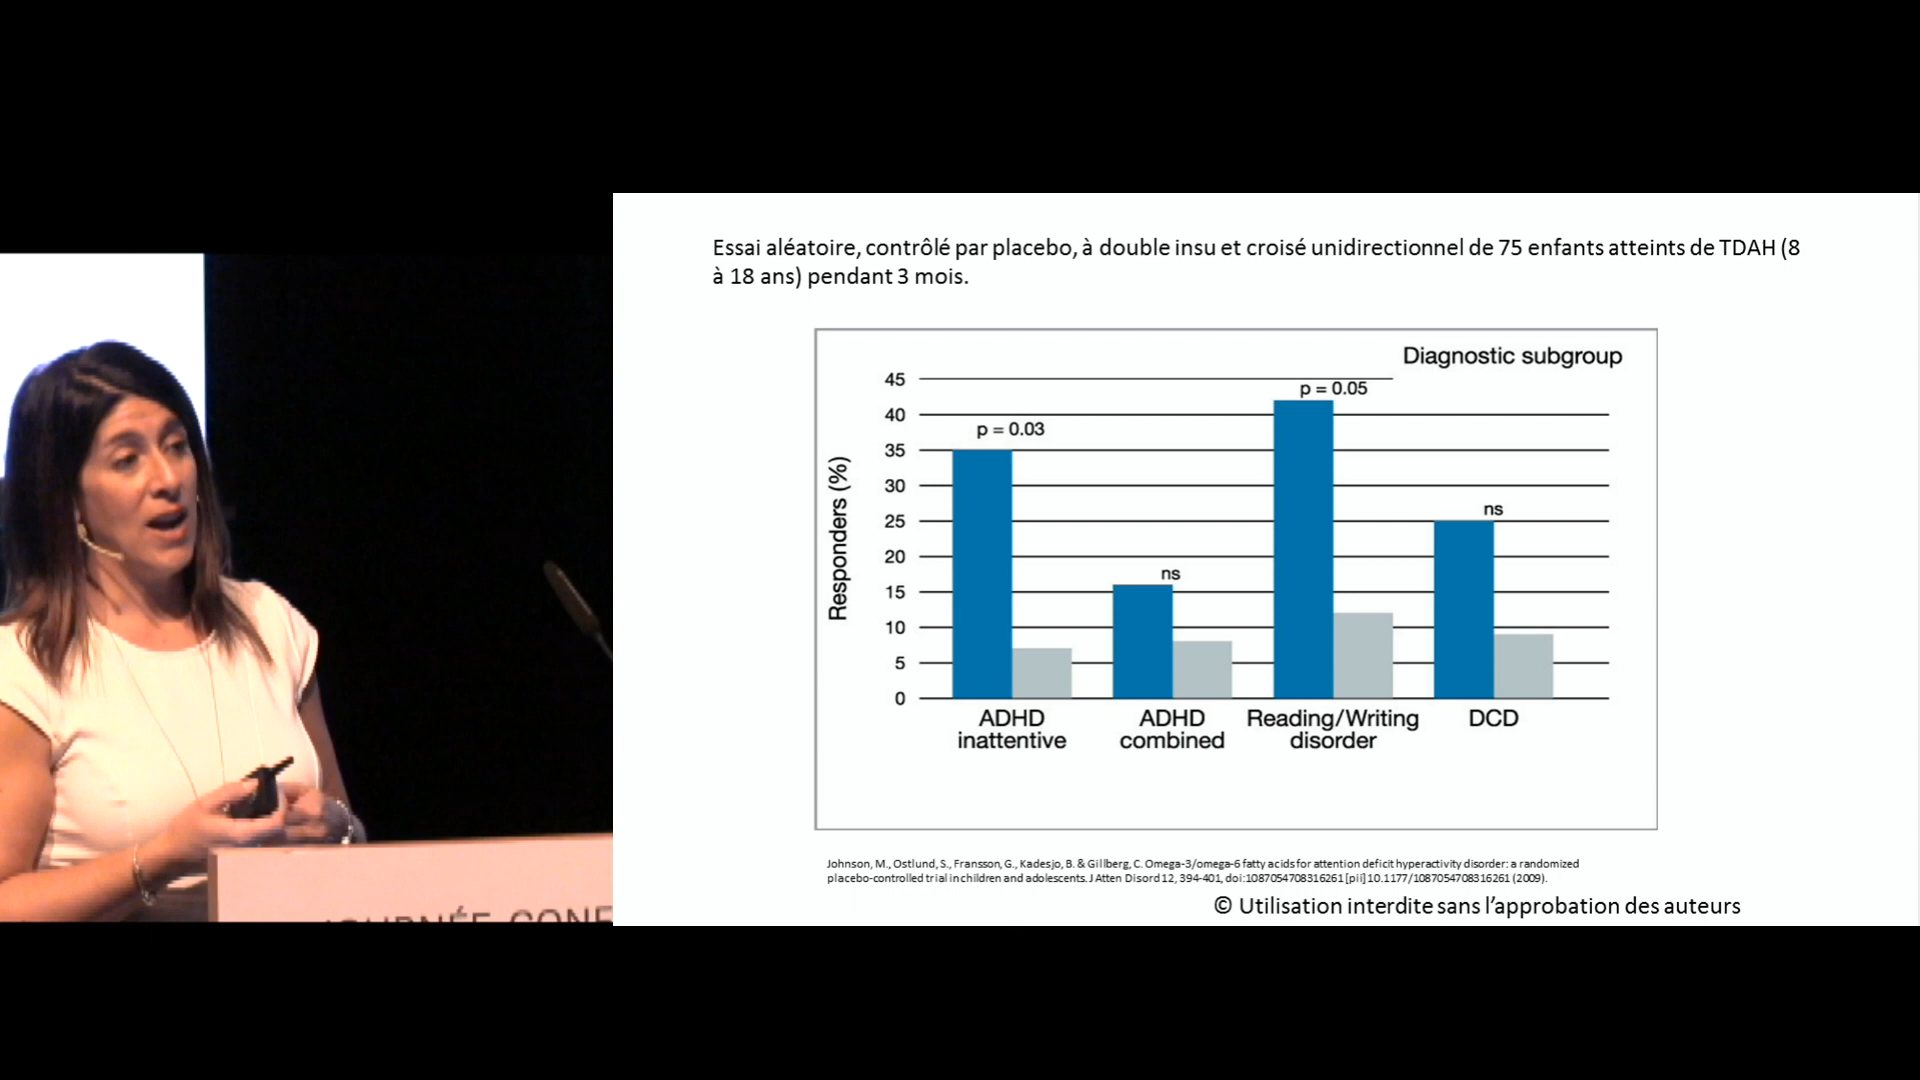 Essai aléatoire, contrôlé par placebo, à double insu et croisé unidirectionnel de 75 enfants atteints de TDAH (8
à 18 ans) pendant 3 mois.
Diagnostic subgroup
Responders (%)
45
40
35
30
25
20
15
10
5
0
p = 0.03
ns
p = 0.05
ns
ADHD
inattentive
ADHD
combined
Reading/Writing
disorder
DCD
Johnson, M., Ostlund, S., Fransson, G., Kadesjo, B. & Gillberg, C. Omega-3/omega-6 fatty acids for attention deficit hyperactivity disorder: a randomized
placebo-controlled trial in children and adolescents. J Atten Disord 12, 394-401, doi:1087054708316261 [pii] 10.1177/1087054708316261 (2009).
© Utilisation interdite sans l’approbation des auteurs